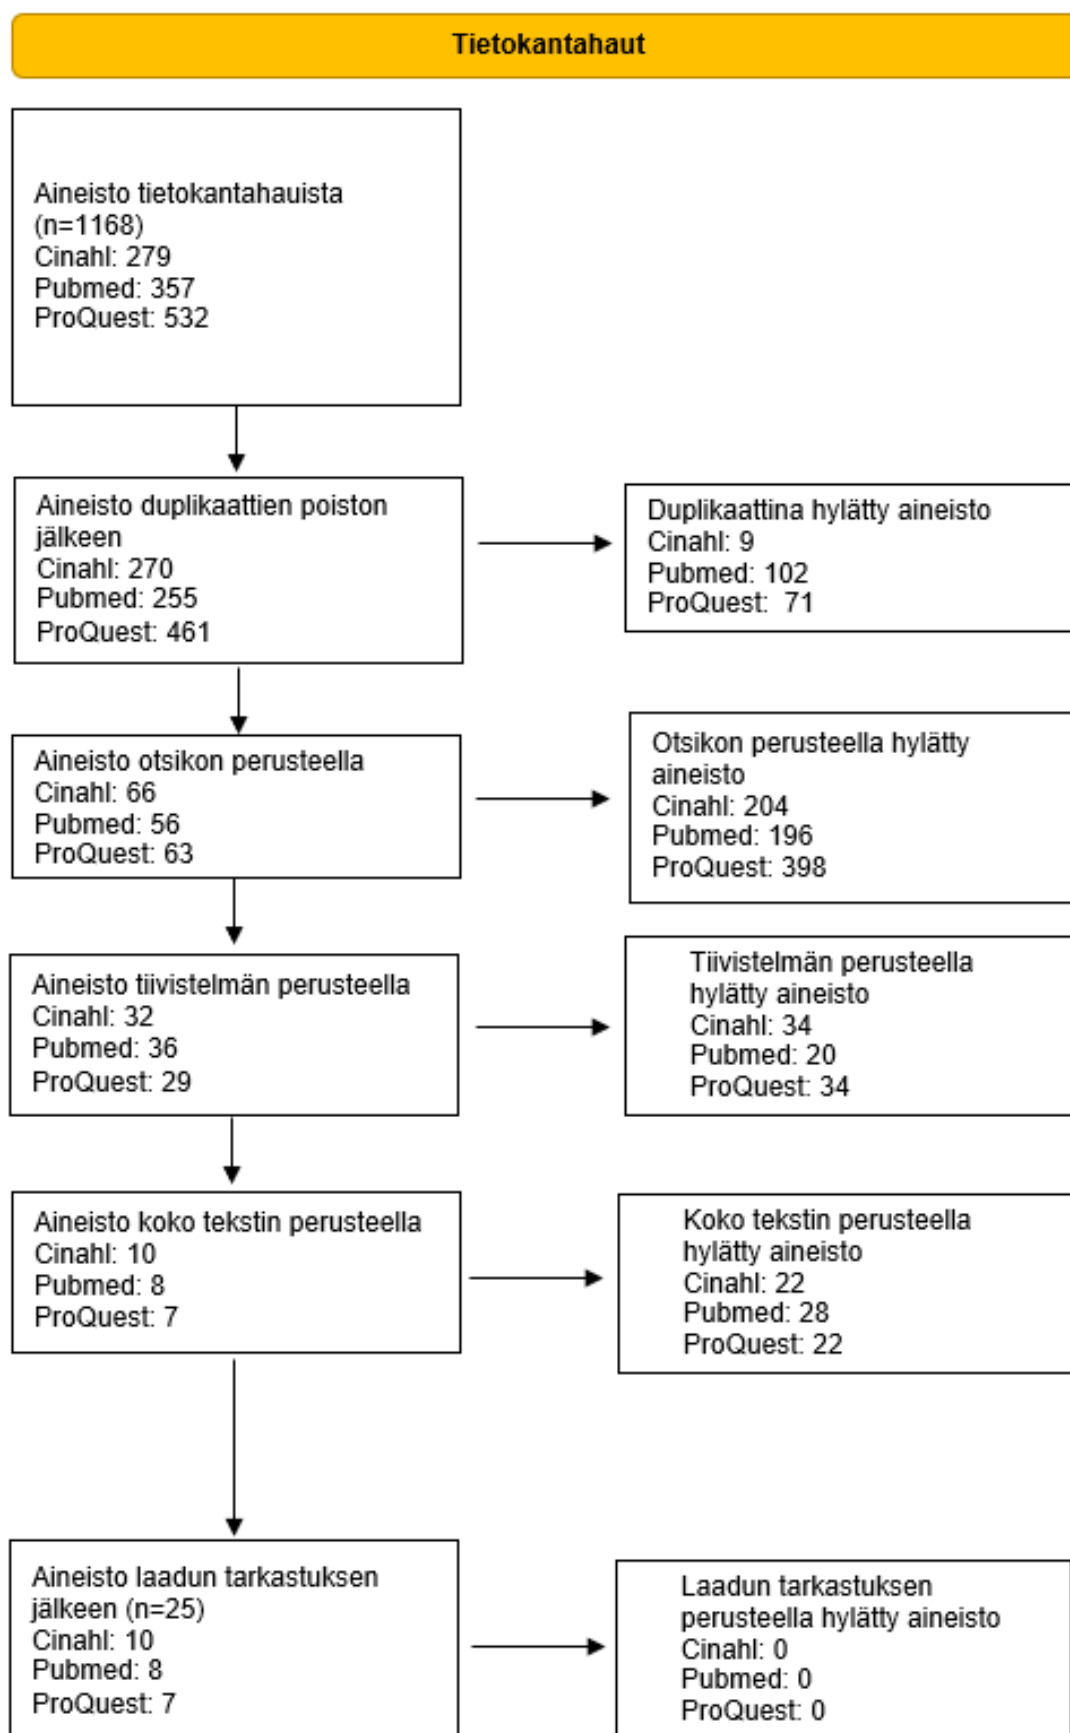 Tietokantahaut
Aineisto tietokantahauista
(n=1168)
Cinahl: 279
Pubmed: 357
ProQuest: 532
Aineisto duplikaattien poiston
jälkeen
Cinahl: 270
Pubmed: 255
ProQuest: 461
Duplikaattina hylätty aineisto
Cinahl: 9
Pubmed: 102
ProQuest:  71
Aineisto otsikon perusteella
Cinahl: 66
Pubmed: 56
ProQuest: 63
Otsikon perusteella hylätty
aineisto
Cinahl: 204
Pubmed: 196
ProQuest: 398
Aineisto tiivistelmän perusteella
Cinahl: 32
Pubmed: 36
ProQuest: 29
Tiivistelmän perusteella
hylätty aineisto
Cinahl: 34
Pubmed: 20
ProQuest: 34
Aineisto koko tekstin perusteella
Cinahl: 10
Pubmed: 8
ProQuest: 7
Koko tekstin perusteella
hylätty aineisto
Cinahl: 22
Pubmed: 28
ProQuest: 22
Aineisto laadun tarkastuksen
jälkeen (n=25)
Cinahl: 10
Pubmed: 8
ProQuest: 7
Laadun tarkastuksen
perusteella hylätty aineisto
Cinahl: 0
Pubmed: 0
ProQuest: 0